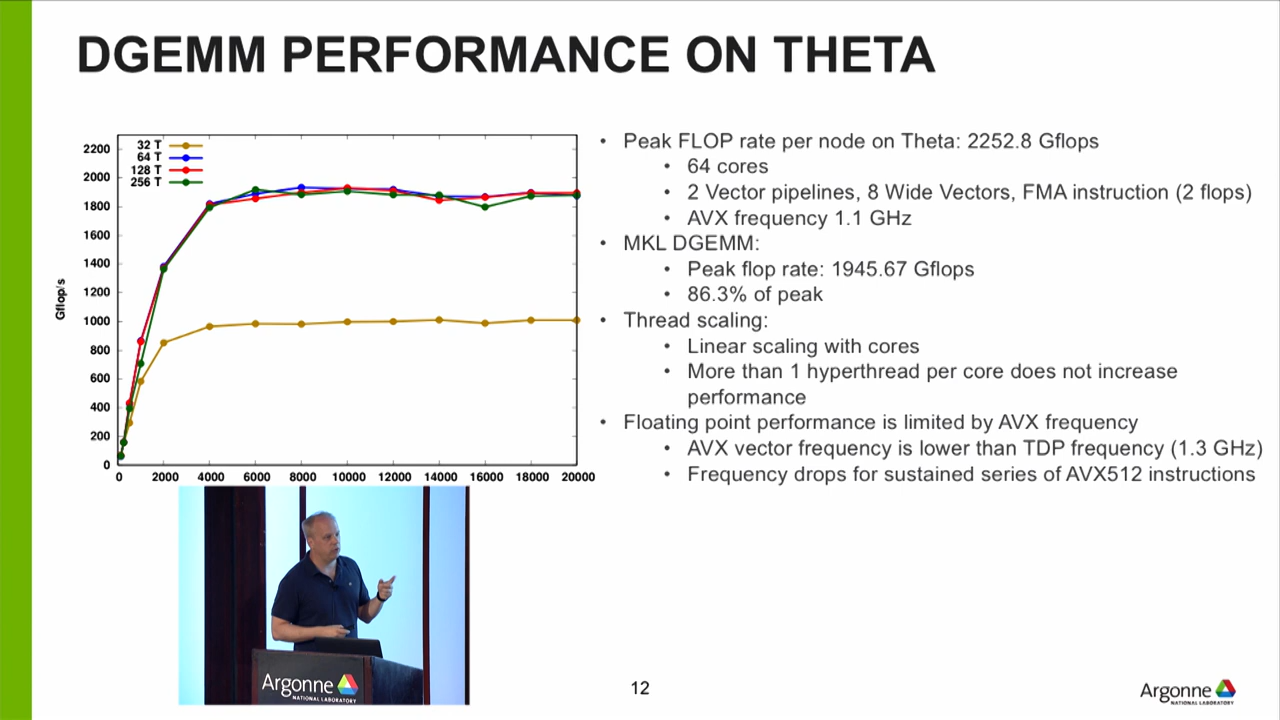 DGEMM PERFORMANCE ON THETA
32 T
64 T
128 T
256 T
2200
2000
1800
1600
1400
1200
1000
800
600
400
200
0
Gflop/s
0 2000 4000 6000 8000 10000 12000 14000 16000 18000 20000
• Peak FLOP rate per node on Theta: 2252.8 Gflops
• 64 cores
• 2 Vector pipelines, 8 Wide Vectors, FMA instruction (2 flops)
• AVX frequency 1.1 GHz
• MKL DGEMM:
• Peak flop rate: 1945.67 Gflops
• 86.3% of peak
• Thread scaling:
• Linear scaling with cores
• More than 1 hyperthread per core does not increase
performance
• Floating point performance is limited by AVX frequency
• AVX vector frequency is lower than TDP frequency (1.3 GHz)
• Frequency drops for sustained series of AVX512 instructions
Argonne
NATIONAL LABORATORY
12
Argonne
NATIONAL LABORATORY